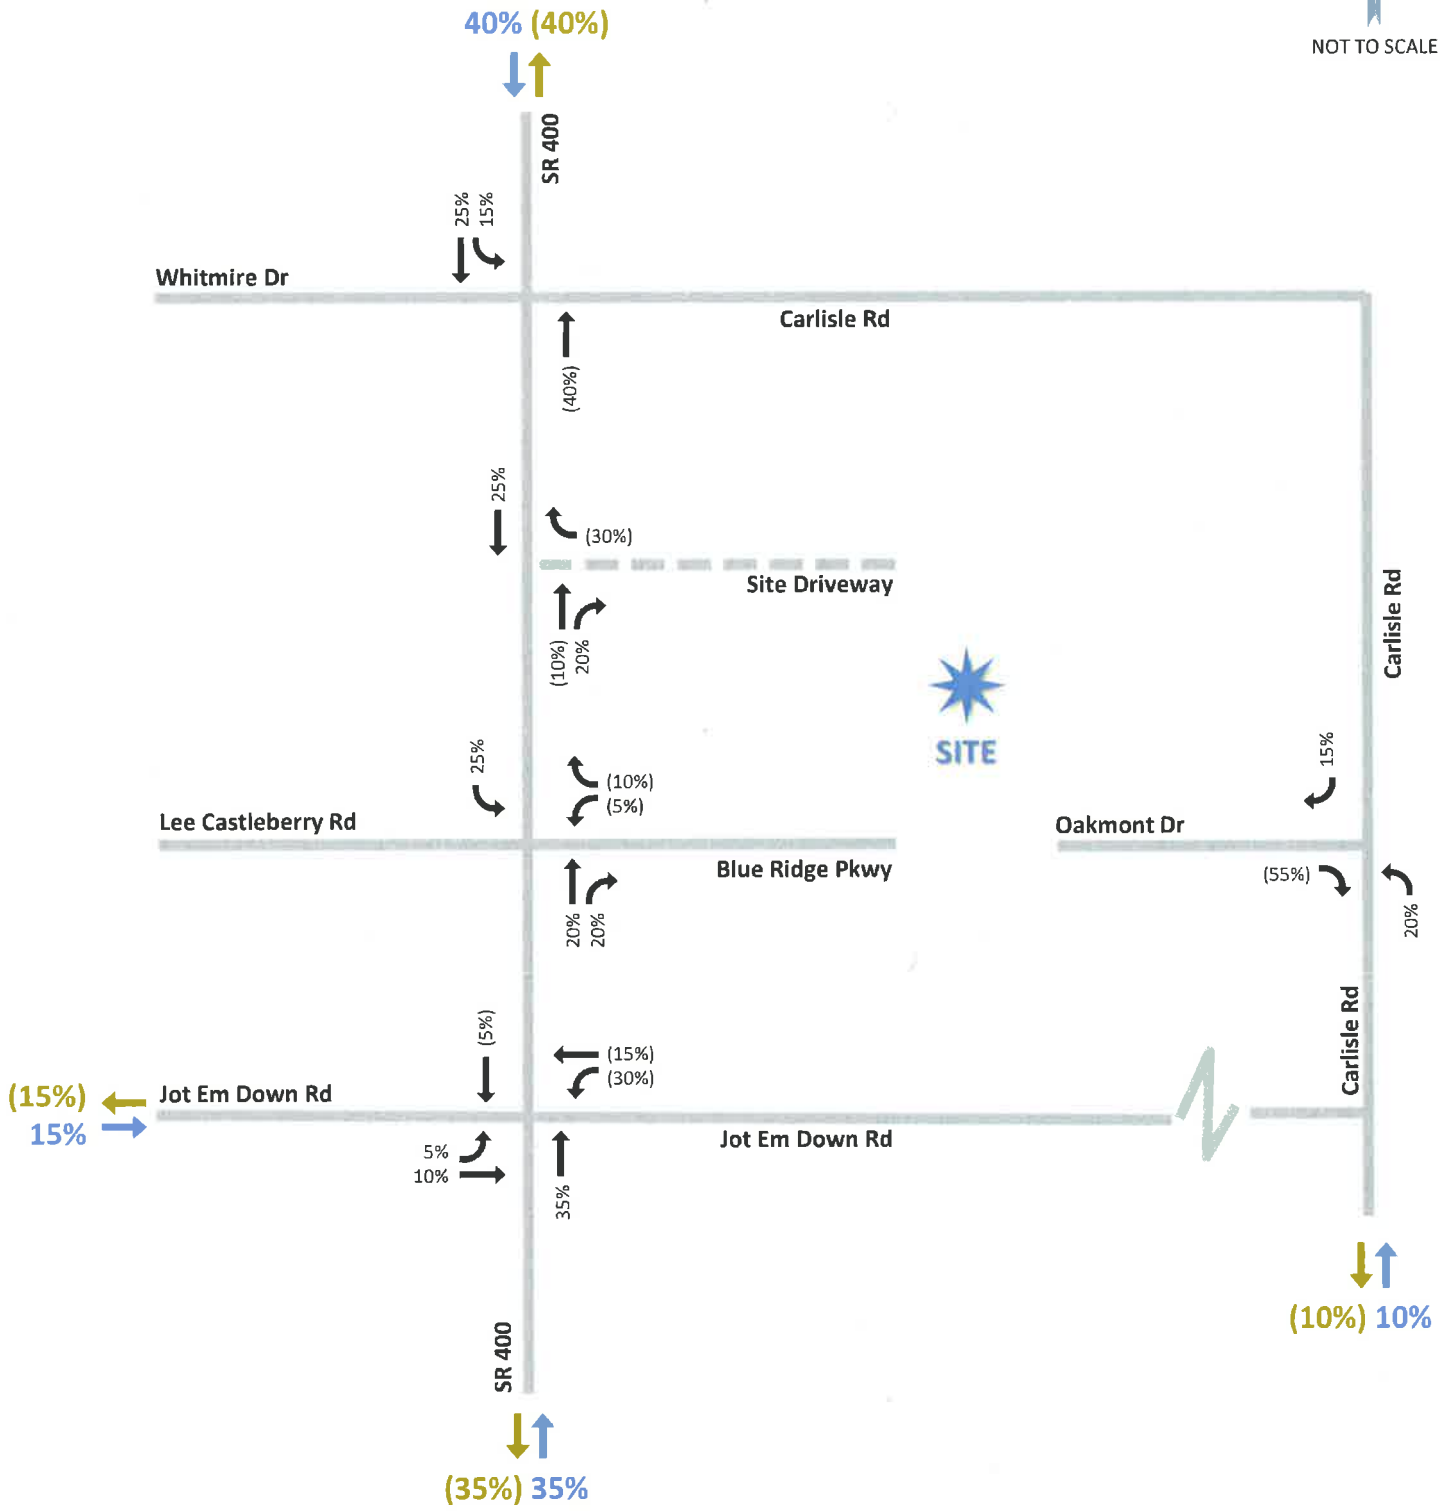 40% (40%)
NOT TO SCALE
SR 400
25%
15%
Whitmire Dr
Carlisle Rd
(40%)
25%
(30%)
Site Driveway
(10%)
20%
Carlisle Rd
SITE
25%
(10%)
(5%)
15%
Lee Castleberry Rd
Blue Ridge Pkwy
Oakmont Dr
(55%)
20%
20%
20%
Carlisle Rd
(5%)
(15%)
(30%)
(15%)
15%
Jot Em Down Rd
Jot Em Down Rd
5%
10%
35%
(10%) 10%
SR 400
(35%) 35%